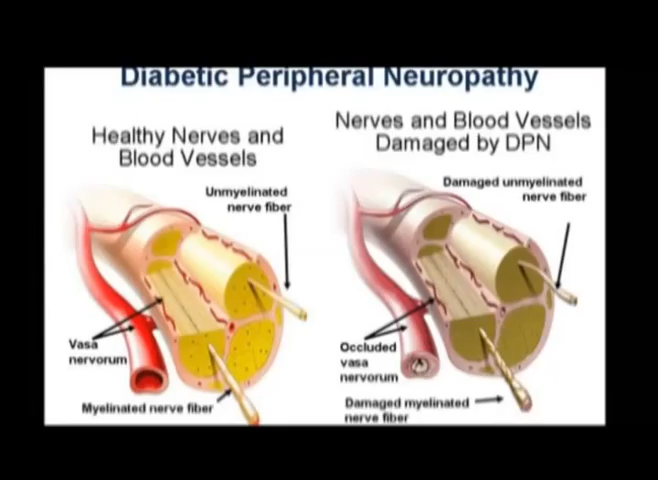 Diabetic Peripheral Neuropathy
Healthy Nerves and
Blood Vessels
Unmyelinated
nerve fiber
Vasa
nervorum
Myelinated nerve fiber
Nerves and Blood Vessels
Damaged by DPN
Damaged unmyelinated
nerve fiber
Occluded
vasa
nervorum
Damaged myelinated
nerve fiber